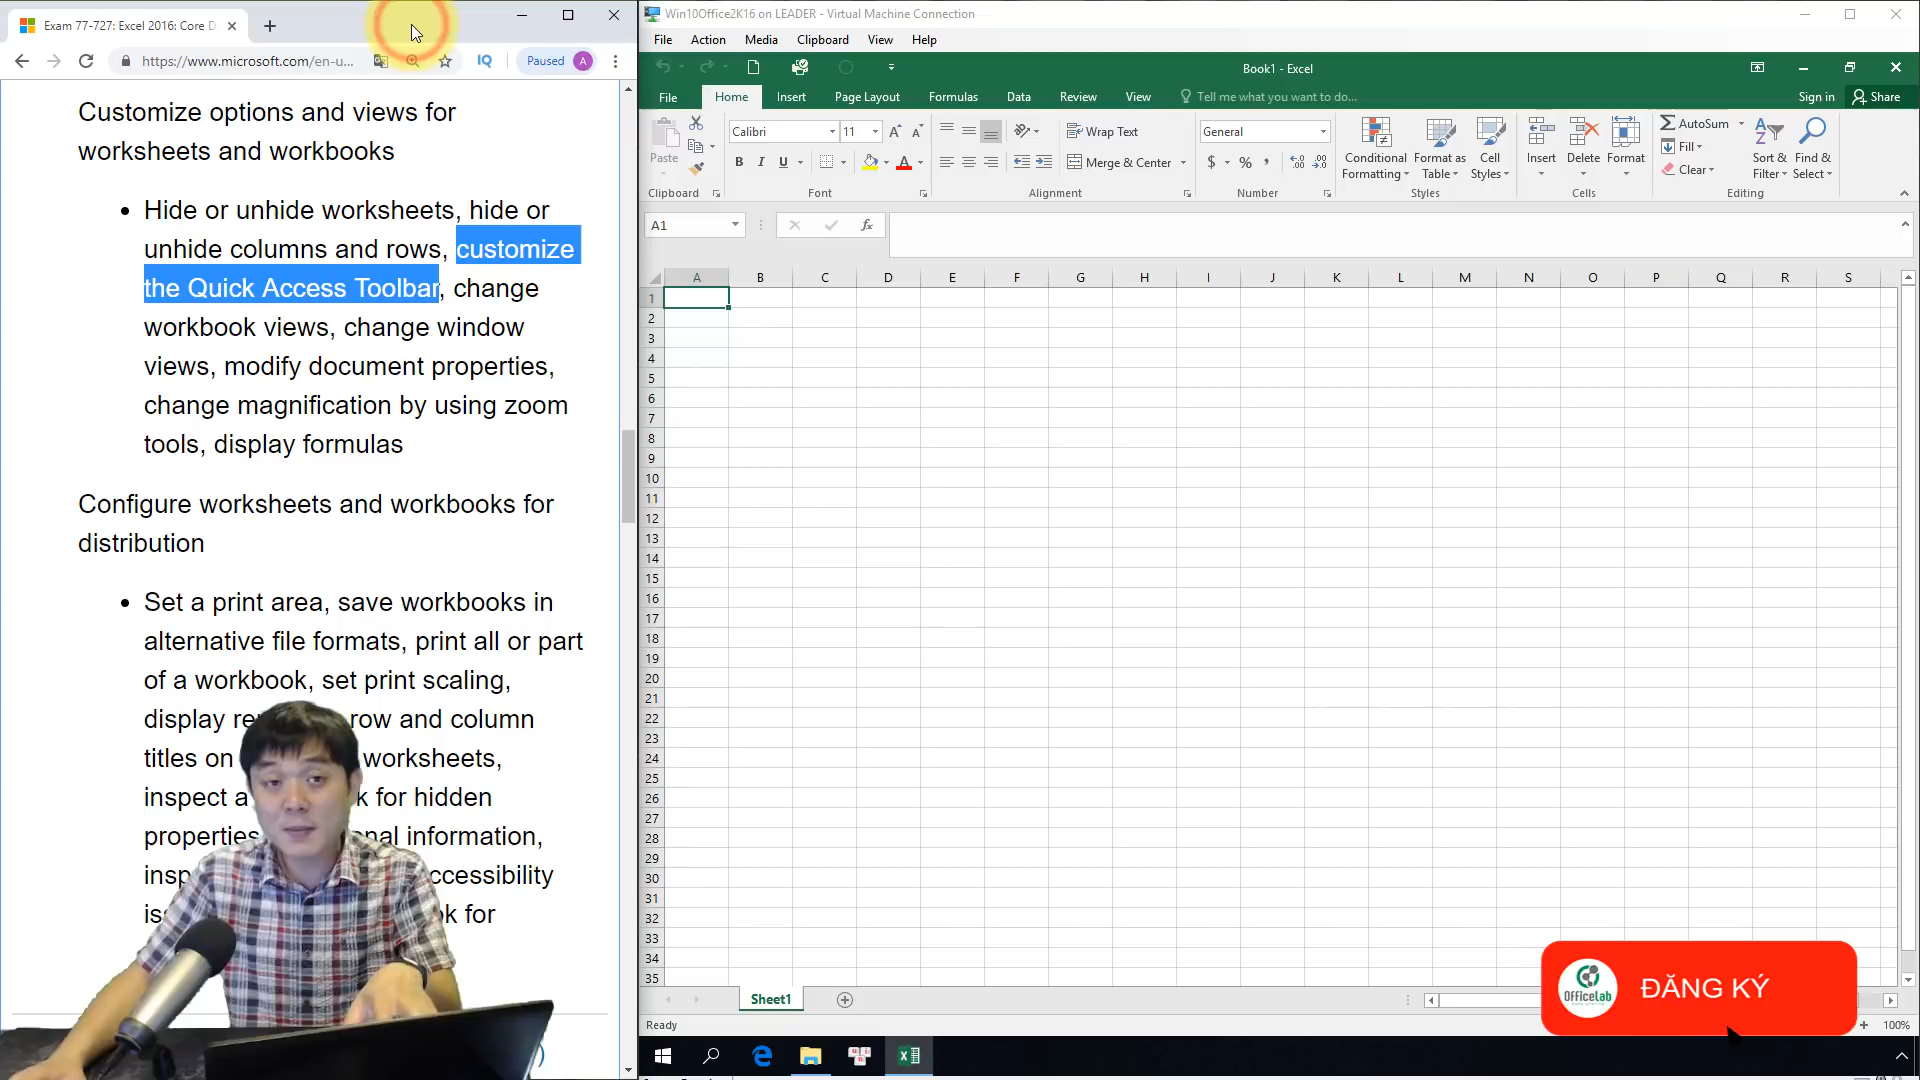 Exam 77-727: Excel 2016: Core D
https://www.microsoft.com/en-u...
IQ
Paused
A
Customize options and views for
worksheets and workbooks
• Hide or unhide worksheets, hide or
unhide columns and rows, customize
the Quick Access Toolbar, change
workbook views, change window
views, modify document properties,
change magnification by using zoom
tools, display formulas
Configure worksheets and workbooks for
distribution
• Set a print area, save workbooks in
alternative file formats, print all or part
of a workbook, set print scaling,
display row and column
titles on worksheets,
inspect a for hidden
properties information,
for
Win10Office2K16 on LEADER - Virtual Machine Connection
File Action Media Clipboard View Help
Book1 - Excel
File Home Insert Page Layout Formulas Data Review View Tell me what you want to do... Sign in Share
Paste
Calibri 11
B I U
Wrap Text
Merge & Center
General
$ % ,
Conditional Formatting
Format as Table
Cell Styles
Insert
Delete
Format
AutoSum
Fill
Clear
Sort & Filter
Find & Select
Clipboard Font Alignment Number Styles Cells Editing
A1 fx
A B C D E F G H I J K L M N O P Q R S
1
2
3
4
5
6
7
8
9
10
11
12
13
14
15
16
17
18
19
20
21
22
23
24
25
26
27
28
29
30
31
32
33
34
35
Sheet1
Ready
100%
OfficeLab
ĐĂNG KÝ